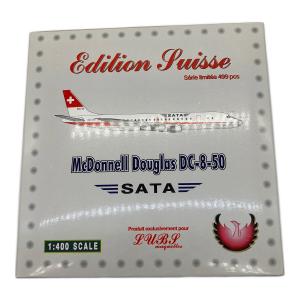 Edition Suisse
Série limitée 499 pcs
SATA
McDonnell Douglas DC-8-50
SATA
1:400 SCALE
Produit exclusivement pour
LUBS
maquettes